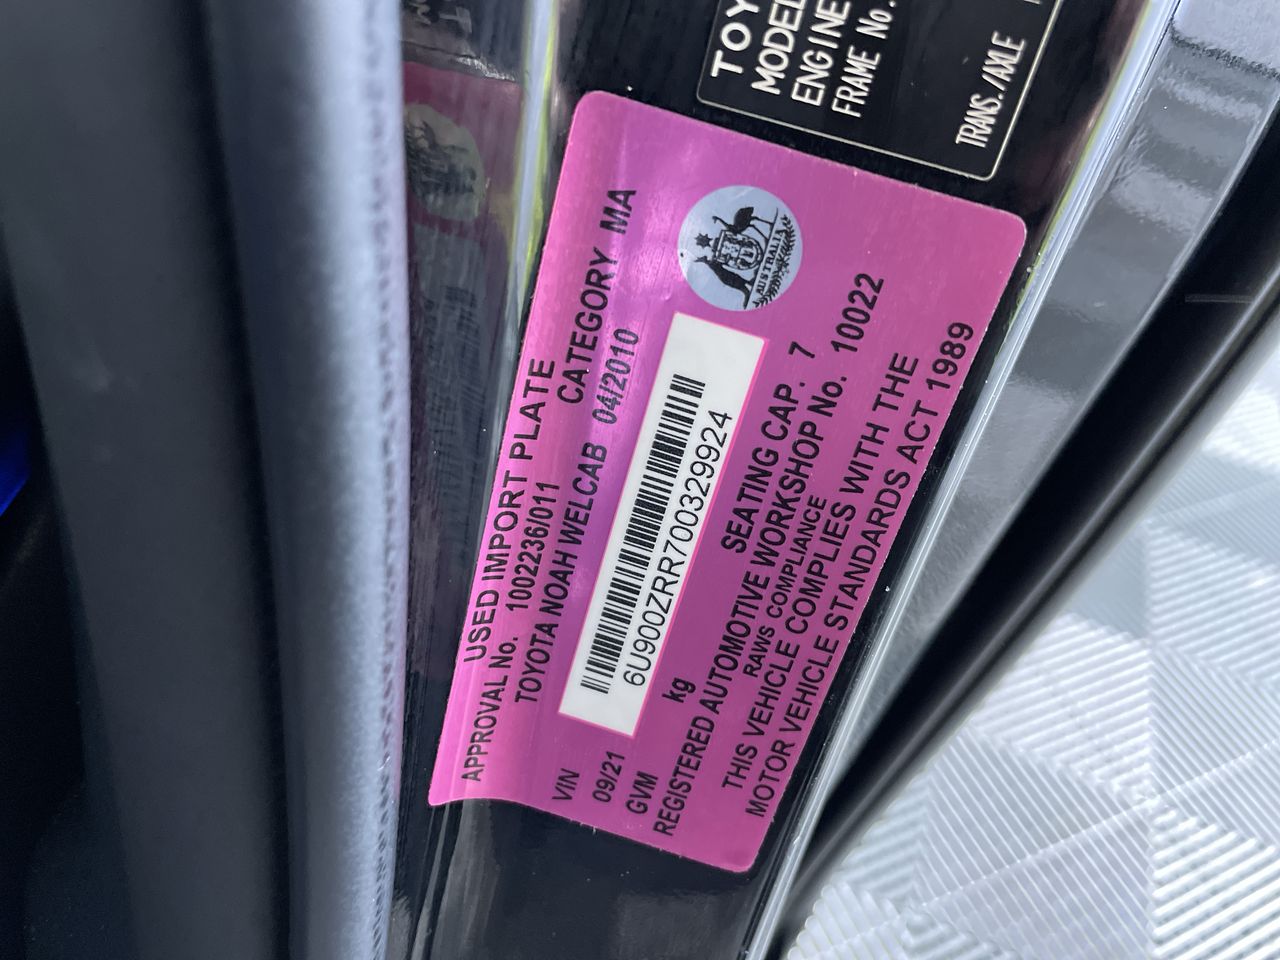 TOY
MODEL
ENGINE
FRAME No.
TRANS./AXLE
USED IMPORT PLATE
APPROVAL No. 1002236/011 CATEGORY MA
TOYOTA NOAH WELCAB 04/2010
AUSTRALIA
VIN
6U900ZRR700329924
09/21
GVM kg SEATING CAP. 7
REGISTERED AUTOMOTIVE WORKSHOP No. 10022
RAWS COMPLIANCE
THIS VEHICLE COMPLIES WITH THE
MOTOR VEHICLE STANDARDS ACT 1989